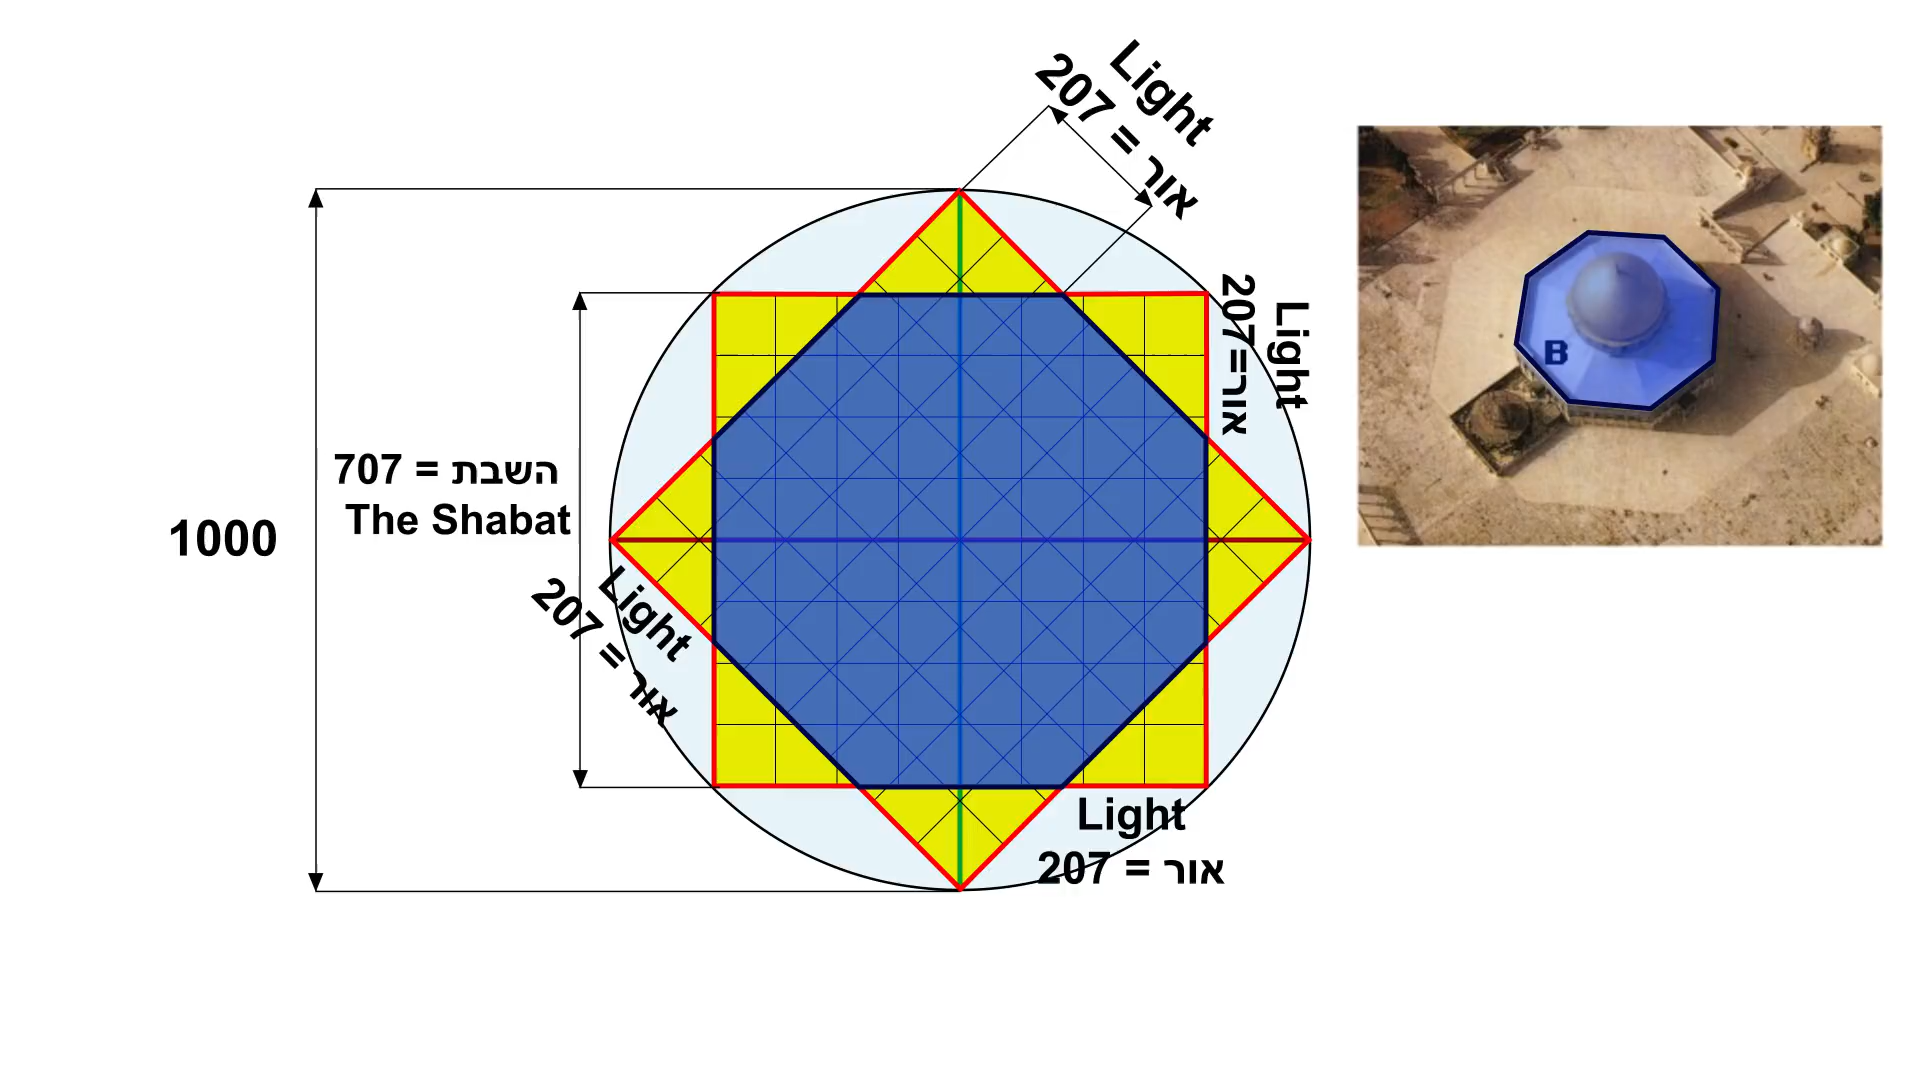 Light
207 = אור
Light
207=אור
1000
707 = השבת
The Shabat
Light
207 = אור
Light
207 = אור
B